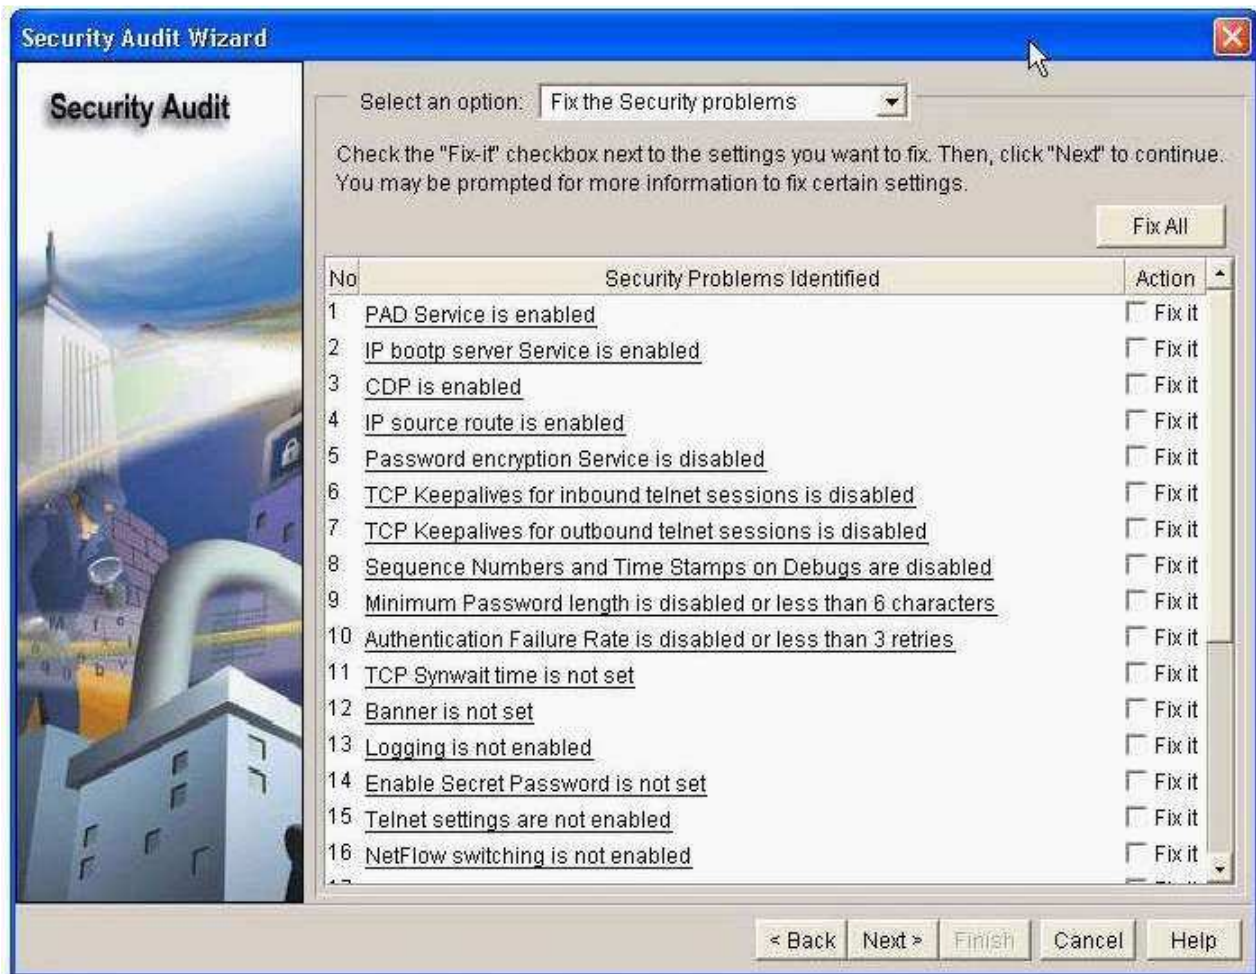 Security Audit Wizard
Security Audit
Select an option: Fix the Security problems
Check the "Fix-it" checkbox next to the settings you want to fix. Then, click "Next" to continue.
You may be prompted for more information to fix certain settings.
Fix All
No Security Problems Identified Action
1 PAD Service is enabled Fix it
2 IP bootp server Service is enabled Fix it
3 CDP is enabled Fix it
4 IP source route is enabled Fix it
5 Password encryption Service is disabled Fix it
6 TCP Keepalives for inbound telnet sessions is disabled Fix it
7 TCP Keepalives for outbound telnet sessions is disabled Fix it
8 Sequence Numbers and Time Stamps on Debugs are disabled Fix it
9 Minimum Password length is disabled or less than 6 characters Fix it
10 Authentication Failure Rate is disabled or less than 3 retries Fix it
11 TCP Synwait time is not set Fix it
12 Banner is not set Fix it
13 Logging is not enabled Fix it
14 Enable Secret Password is not set Fix it
15 Telnet settings are not enabled Fix it
16 NetFlow switching is not enabled Fix it
< Back Next > Finish Cancel Help